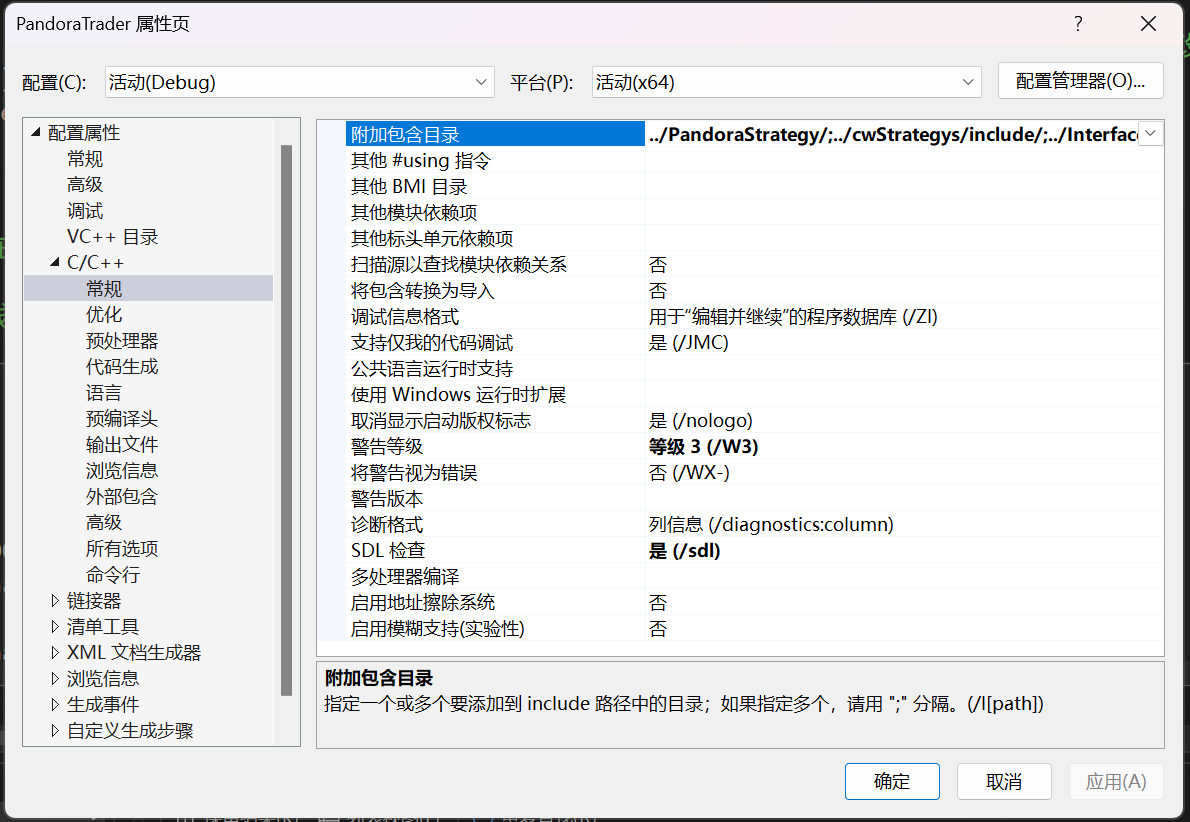 PandoraTrader 属性页
?
配置(C):
活动(Debug)
平台(P):
活动(x64)
配置管理器(O)...
配置属性
常规
高级
调试
VC++ 目录
C/C++
常规
优化
预处理器
代码生成
语言
预编译头
输出文件
浏览信息
外部包含
高级
所有选项
命令行
链接器
清单工具
XML 文档生成器
浏览信息
生成事件
自定义生成步骤
附加包含目录 ../PandoraStrategy/;../cwStrategys/include/;../Interfac
其他 #using 指令
其他 BMI 目录
其他模块依赖项
其他标头单元依赖项
扫描源以查找模块依赖关系 否
将包含转换为导入 否
调试信息格式 用于“编辑并继续”的程序数据库 (/ZI)
支持仅我的代码调试 是 (/JMC)
公共语言运行时支持
使用 Windows 运行时扩展
取消显示启动版权标志 是 (/nologo)
警告等级 等级 3 (/W3)
将警告视为错误 否 (/WX-)
警告版本
诊断格式 列信息 (/diagnostics:column)
SDL 检查 是 (/sdl)
多处理器编译
启用地址擦除系统 否
启用模糊支持(实验性) 否
附加包含目录
指定一个或多个要添加到 include 路径中的目录；如果指定多个，请用 ";" 分隔。(/I[path])
确定
取消
应用(A)